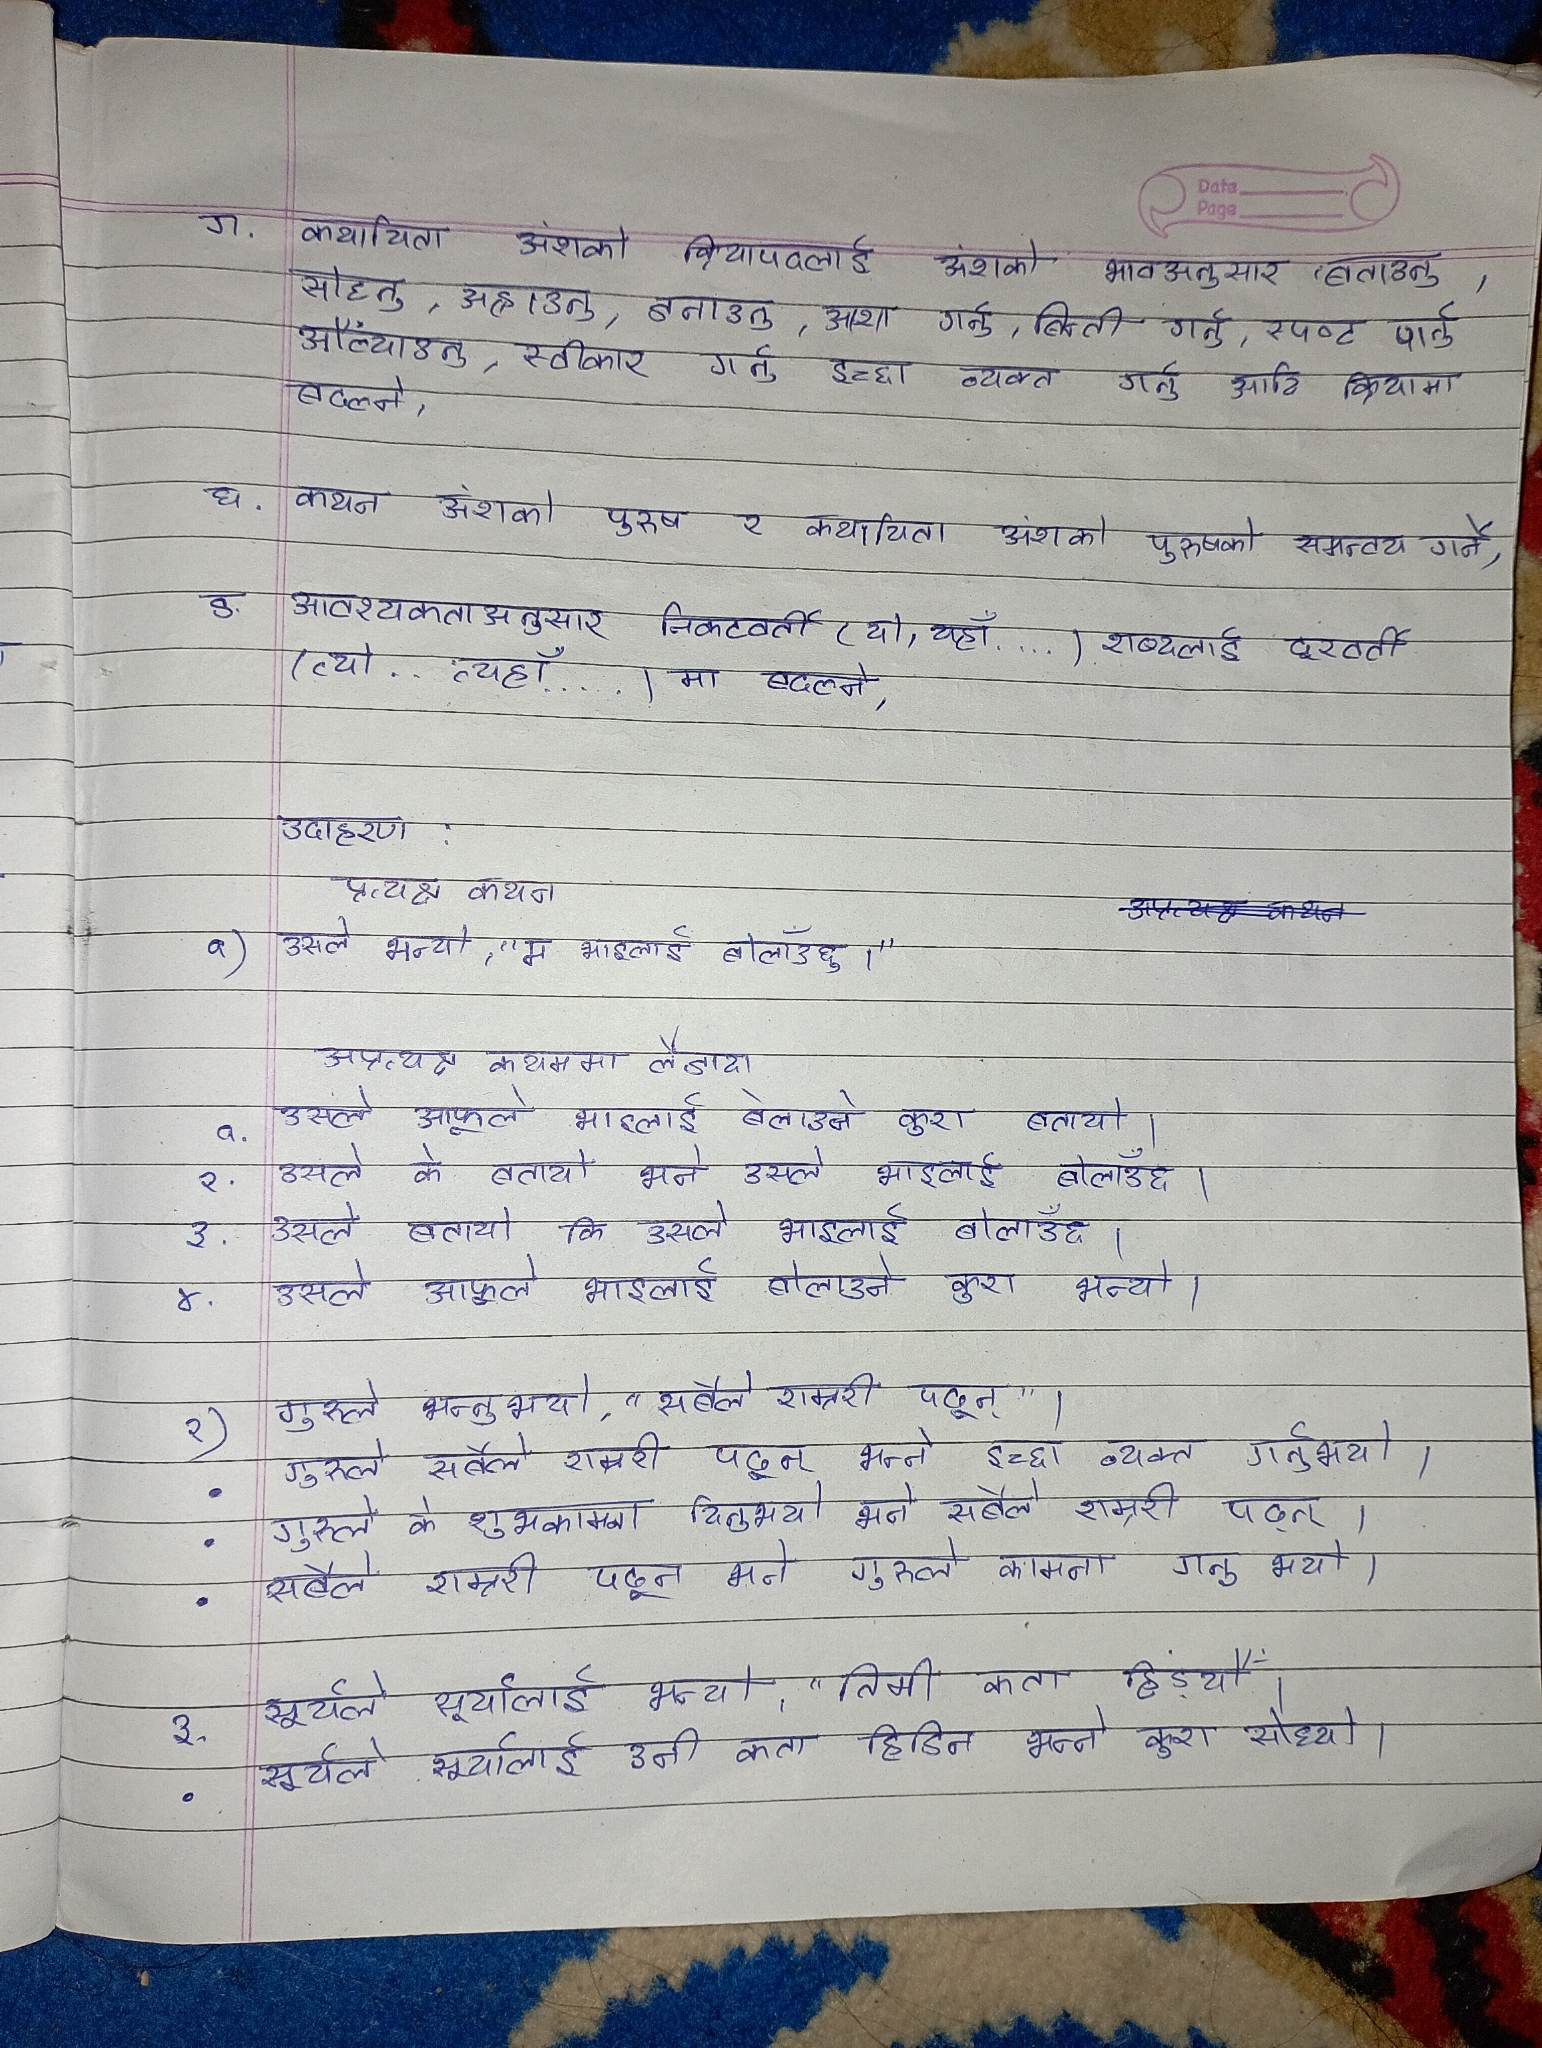 Date
Page
ग. कथायिता अंशको क्रियापदलाई अंशको भावअनुसार बताउनु,
सोध्नु, अह्राउनु, बनाउनु, आशा गर्नु, बिन्ती गर्नु, स्पष्ट पार्नु
औंल्याउनु, स्वीकार गर्नु इच्छा व्यक्त गर्नु आदि क्रियामा
बदल्ने,
घ. कथन अंशको पुरुष र कथायिता अंशको पुरुषको समन्वय गर्ने,
ङ. आवश्यकताअनुसार निकटवर्ती (यो, यहाँ....) शब्दलाई दूरवर्ती
(त्यो.. त्यहाँ.....) मा बदल्ने,
उदाहरण :
प्रत्यक्ष कथन
अप्रत्यक्ष कथन
१) उसले भन्यो, "म भाइलाई बोलाउँछु ।"
अप्रत्यक्ष कथनमा लैजादा
१. उसले आफूले भाइलाई बेलाउने कुरा बतायो ।
२. उसले के बतायो भने उसले भाइलाई बोलाउँछ ।
३. उसले बतायो कि उसले भाइलाई बोलाउँछ ।
४. उसले आफूले भाइलाई बोलाउने कुरा भन्यो ।
२) गुरुले भन्नुभयो, "सबैले राम्ररी पढून्" ।
• गुरुले सबैले राम्ररी पढून् भन्ने इच्छा व्यक्त गर्नुभयो ।
• गुरुले के शुभकामना दिनुभयो भने सबैले राम्ररी पढून् ।
• सबैले राम्ररी पढून भने गुरुले कामना गनु भयो ।
३. सूर्यले सूर्यालाई भन्यो, "तिमी कता हिड्यौ" ।
• सूर्यले सूर्यालाई उनी कता हिडिन भन्ने कुरा सोध्यो ।